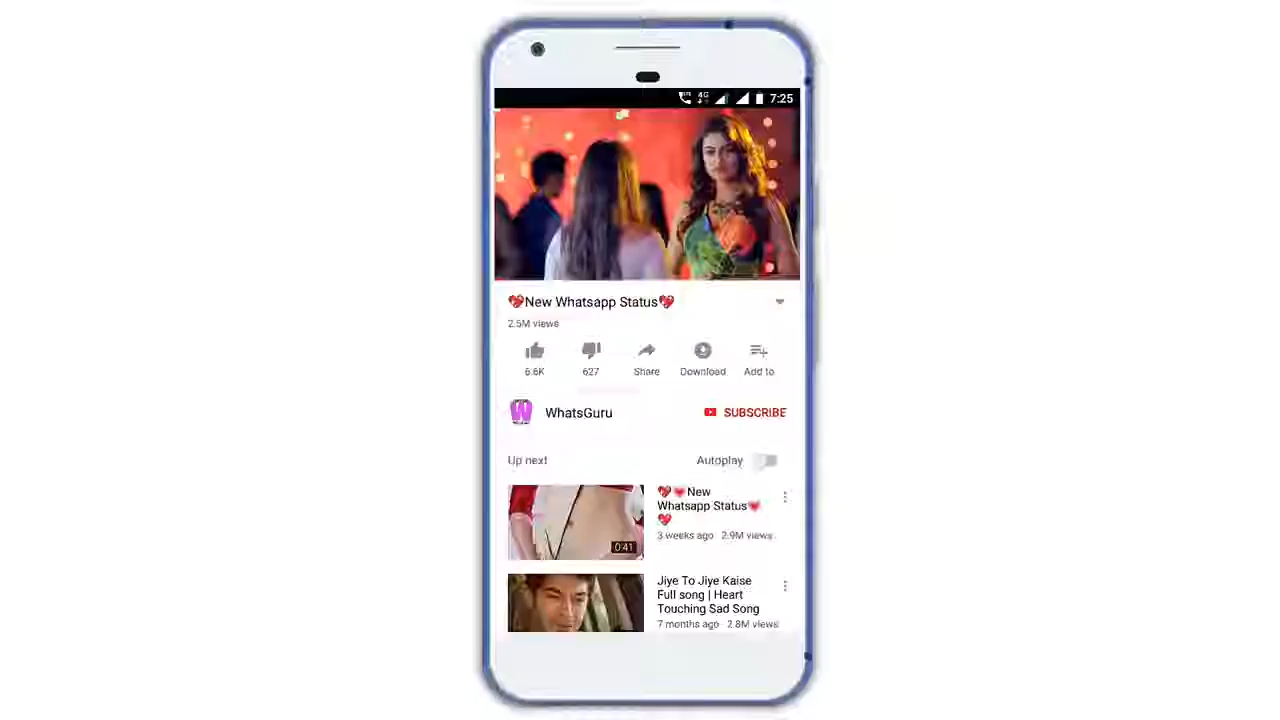 4G 7:25
💖New Whatsapp Status💖
2.5M views
6.6K 627 Share Download Add to
W WhatsGuru SUBSCRIBE
Up next Autoplay
💖💗New
Whatsapp Status💗
💖
3 weeks ago 2.9M views
0:41
Jiye To Jiye Kaise
Full song | Heart
Touching Sad Song
7 months ago 2.8M views